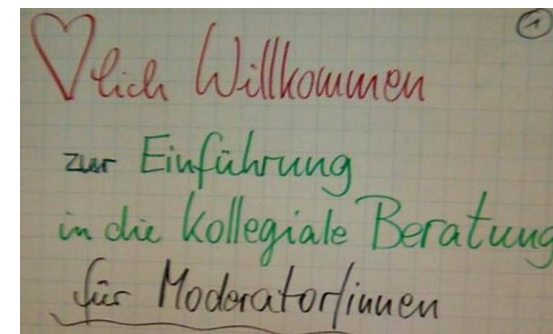 1
♡lich Willkommen
zur Einführung
in die kollegiale Beratung
für Moderator/innen